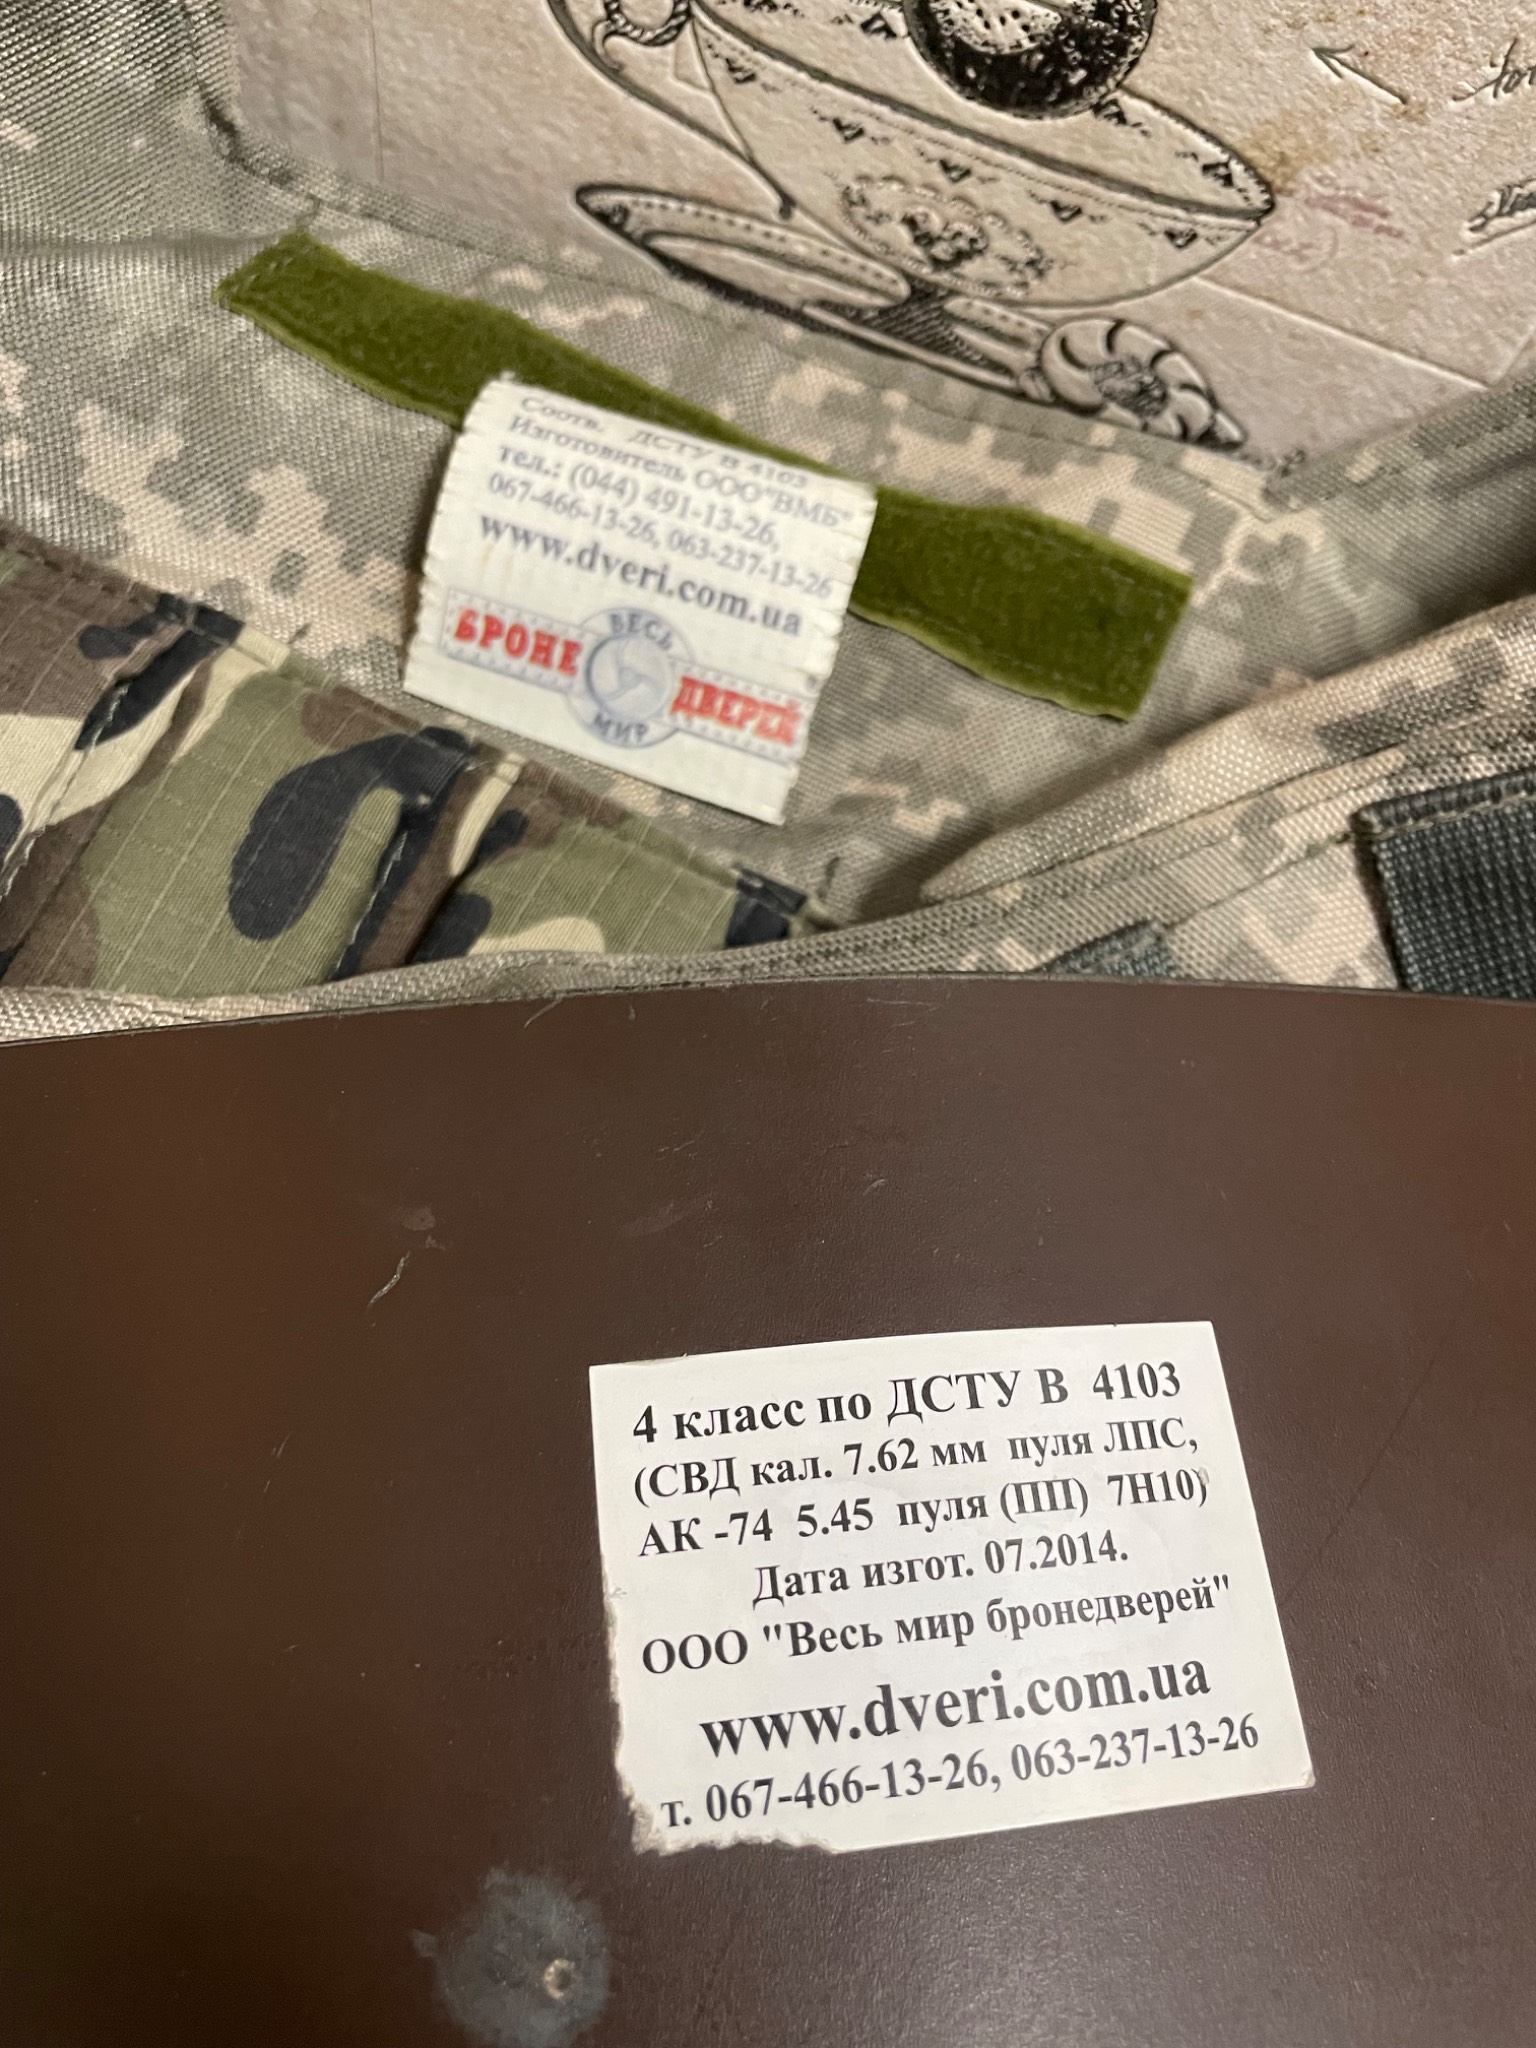 Соотв. ДСТУ В 4103
Изготовитель ООО"ВМБ"
тел.: (044) 491-13-26,
067-466-13-26, 063-237-13-26
www.dveri.com.ua
БРОНЕ ВЕСЬ МИР ДВЕРЕЙ
4 класс по ДСТУ В 4103
(СВД кал. 7.62 мм пуля ЛПС,
АК -74 5.45 пуля (ПП) 7Н10)
Дата изгот. 07.2014.
ООО "Весь мир бронедверей"
www.dveri.com.ua
т. 067-466-13-26, 063-237-13-26